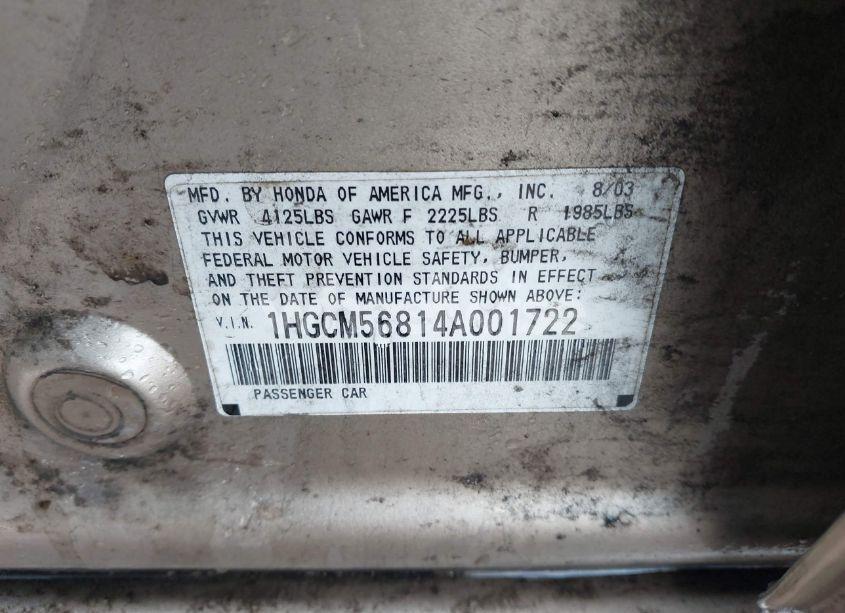 MFD. BY HONDA OF AMERICA MFG., INC. 8/03
GVWR 4125LBS GAWR F 2225LBS R 1985LBS
THIS VEHICLE CONFORMS TO ALL APPLICABLE
FEDERAL MOTOR VEHICLE SAFETY, BUMPER,
AND THEFT PREVENTION STANDARDS IN EFFECT
ON THE DATE OF MANUFACTURE SHOWN ABOVE:
V.I.N. 1HGCM56814A001722
PASSENGER CAR